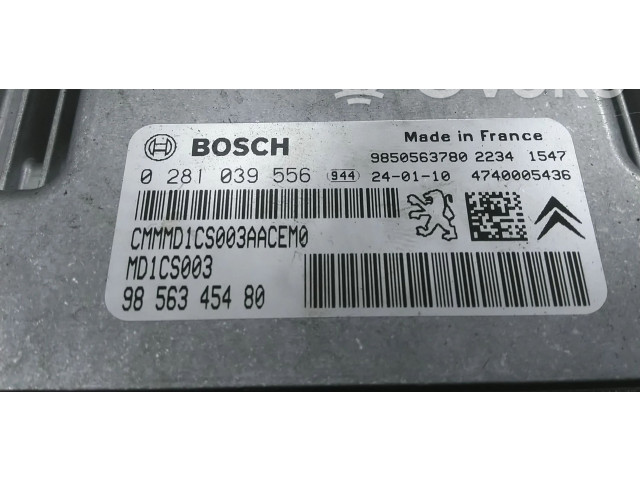 BOSCH
Made in France
9850563780 2234 1547
0 281 039 556 944 24-01-10 4740005436
CMMMD1CS003AACEM0
MD1CS003
98 563 454 80